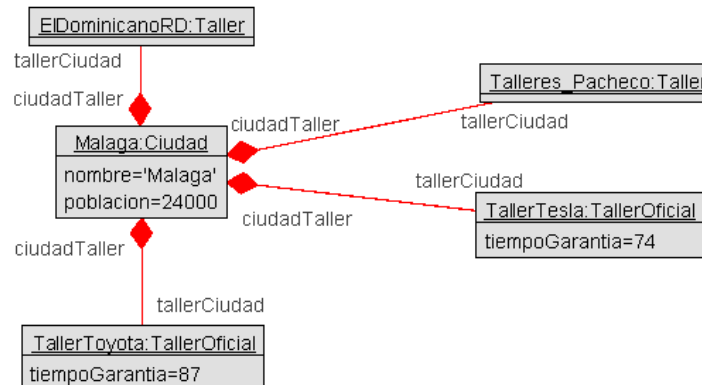 ElDominicanoRD:Taller
tallerCiudad
ciudadTaller
Talleres_Pacheco:Taller
ciudadTaller
tallerCiudad
Malaga:Ciudad
nombre='Malaga'
poblacion=24000
tallerCiudad
ciudadTaller
TallerTesla:TallerOficial
tiempoGarantia=74
ciudadTaller
tallerCiudad
TallerToyota:TallerOficial
tiempoGarantia=87